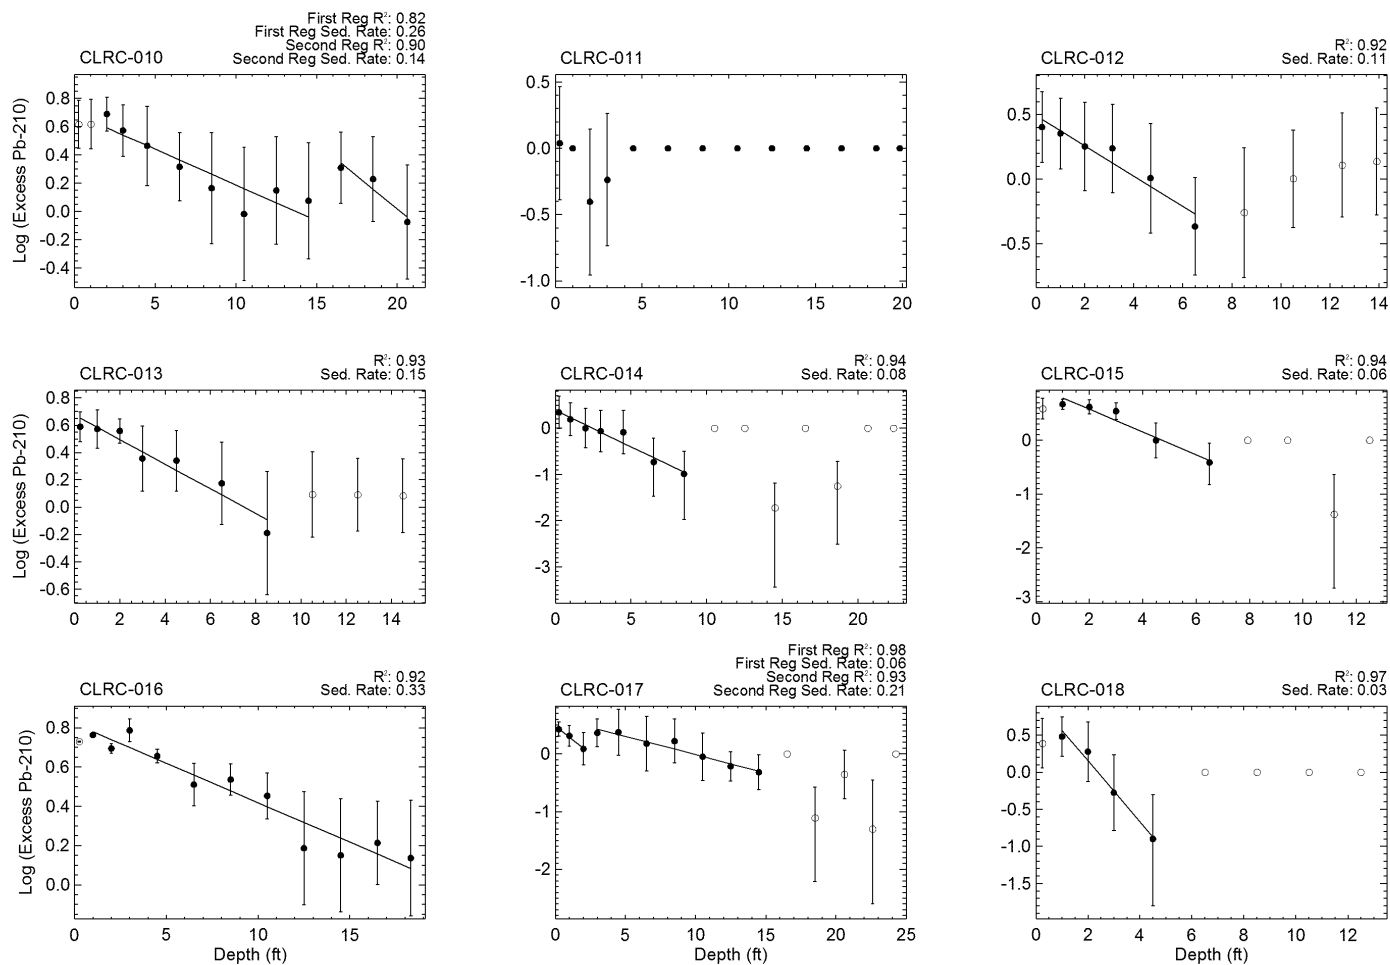 First Reg R²: 0.82
First Reg Sed. Rate: 0.26
Second Reg R²: 0.90
Second Reg Sed. Rate: 0.14
CLRC-010
0.8
0.6
0.4
0.2
0.0
-0.2
-0.4
Log (Excess Pb-210)
0 5 10 15 20
CLRC-011
0.5
0.0
-0.5
-1.0
0 5 10 15 20
R²: 0.92
Sed. Rate: 0.11
CLRC-012
0.5
0.0
-0.5
0 2 4 6 8 10 12 14
R²: 0.93
Sed. Rate: 0.15
CLRC-013
0.8
0.6
0.4
0.2
0.0
-0.2
-0.4
-0.6
Log (Excess Pb-210)
0 2 4 6 8 10 12 14
R²: 0.94
Sed. Rate: 0.08
CLRC-014
0
-1
-2
-3
0 5 10 15 20
R²: 0.94
Sed. Rate: 0.06
CLRC-015
0
-1
-2
-3
0 2 4 6 8 10 12
R²: 0.92
Sed. Rate: 0.33
CLRC-016
0.8
0.6
0.4
0.2
0.0
Log (Excess Pb-210)
0 5 10 15
Depth (ft)
First Reg R²: 0.98
First Reg Sed. Rate: 0.06
Second Reg R²: 0.93
Second Reg Sed. Rate: 0.21
CLRC-017
0
-1
-2
0 5 10 15 20 25
Depth (ft)
R²: 0.97
Sed. Rate: 0.03
CLRC-018
0.5
0.0
-0.5
-1.0
-1.5
0 2 4 6 8 10 12
Depth (ft)